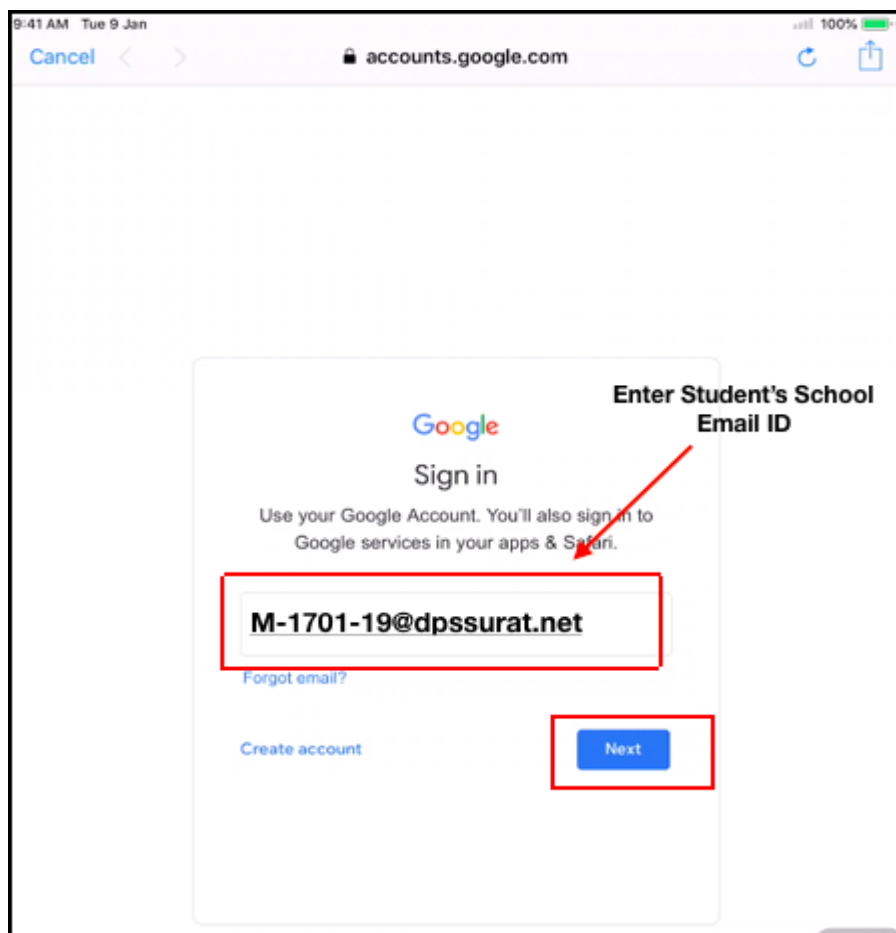 9:41 AM Tue 9 Jan 100%
Cancel accounts.google.com
Enter Student's School
Email ID
Google
Sign in
Use your Google Account. You'll also sign in to
Google services in your apps & Safari.
M-1701-19@dpssurat.net
Forgot email?
Create account Next